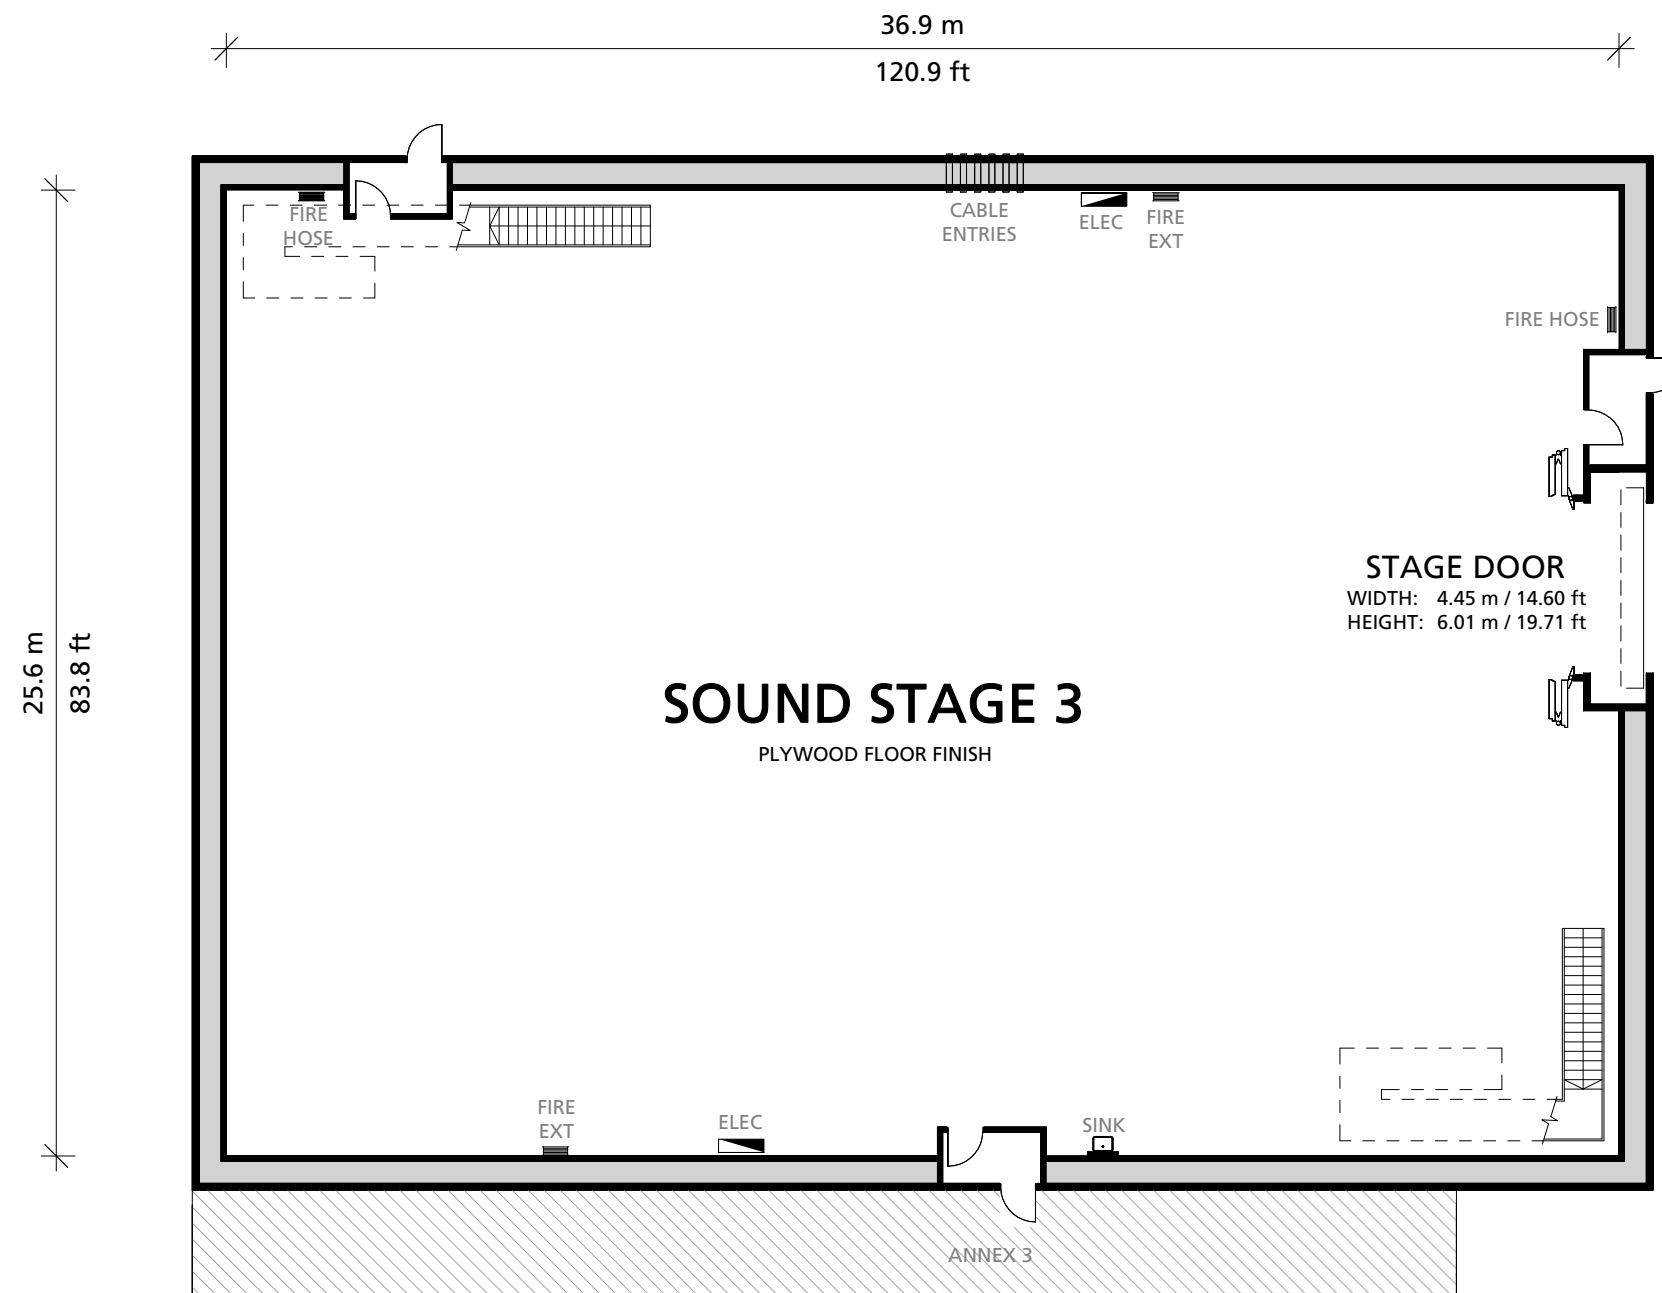 36.9 m
120.9 ft
FIRE
HOSE
CABLE
ENTRIES
ELEC
FIRE
EXT
FIRE HOSE
STAGE DOOR
WIDTH: 4.45 m / 14.60 ft
HEIGHT: 6.01 m / 19.71 ft
25.6 m
83.8 ft
SOUND STAGE 3
PLYWOOD FLOOR FINISH
FIRE
EXT
ELEC
SINK
ANNEX 3